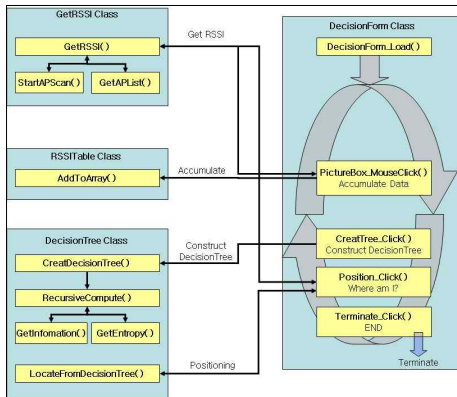 GetRSSI Class
GetRSSI( )
StartAPScan( )
GetAPList( )
RSSITable Class
AddToArray( )
DecisionTree Class
CreatDecisionTree( )
RecursiveCompute( )
GetInfomation( )
GetEntropy( )
LocateFromDecisionTree( )
Get RSSI
Accumulate
Construct
DecisionTree
Positioning
DecisionForm Class
DecisionForm_Load( )
PictureBox_MouseClick( )
Accumulate Data
CreatTree_Click( )
Construct DecisionTree
Position_Click( )
Where am I?
Terminate_Click( )
END
Terminate